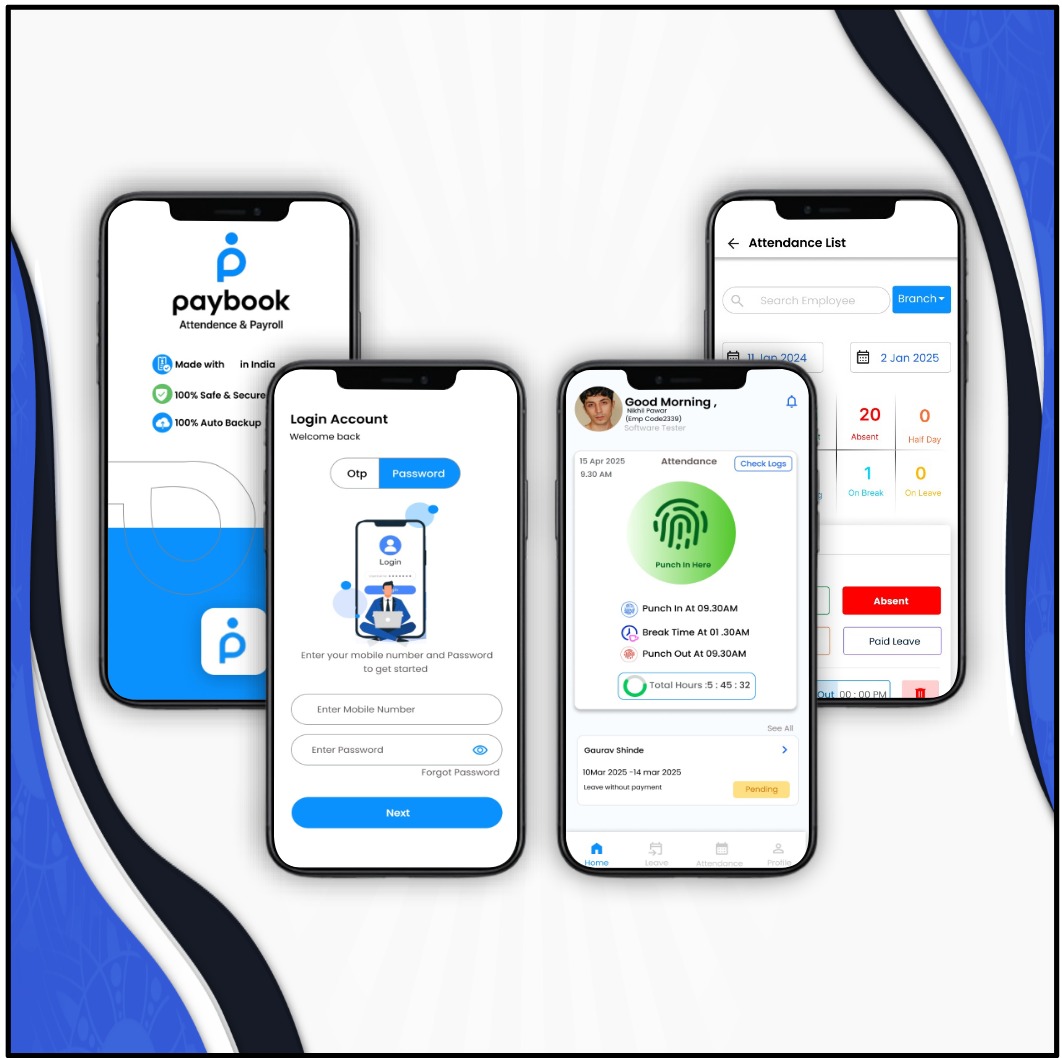 paybook
Attendence & Payroll
Made with in India
100% Safe & Secure
100% Auto Backup
Login Account
Welcome back
Otp Password
Login
Enter your mobile number and Password
to get started
Enter Mobile Number
Enter Password
Forgot Password
Next
Good Morning ,
Nikhil Pawar
(Emp Code2339)
Software Tester
15 Apr 2025 Attendance Check Logs
9.30 AM
Punch In Here
Punch In At 09.30AM
Break Time At 01 .30AM
Punch Out At 09.30AM
Total Hours :5 : 45 : 32
See All
Gaurav Shinde
10Mar 2025 -14 mar 2025
Leave without payment
Pending
Home Leave Attendance Profile
Attendance List
Search Employee Branch
11 Jan 2024 2 Jan 2025
20 0
Absent Half Day
1 0
On Break On Leave
Absent
Paid Leave
Out 00 : 00 PM